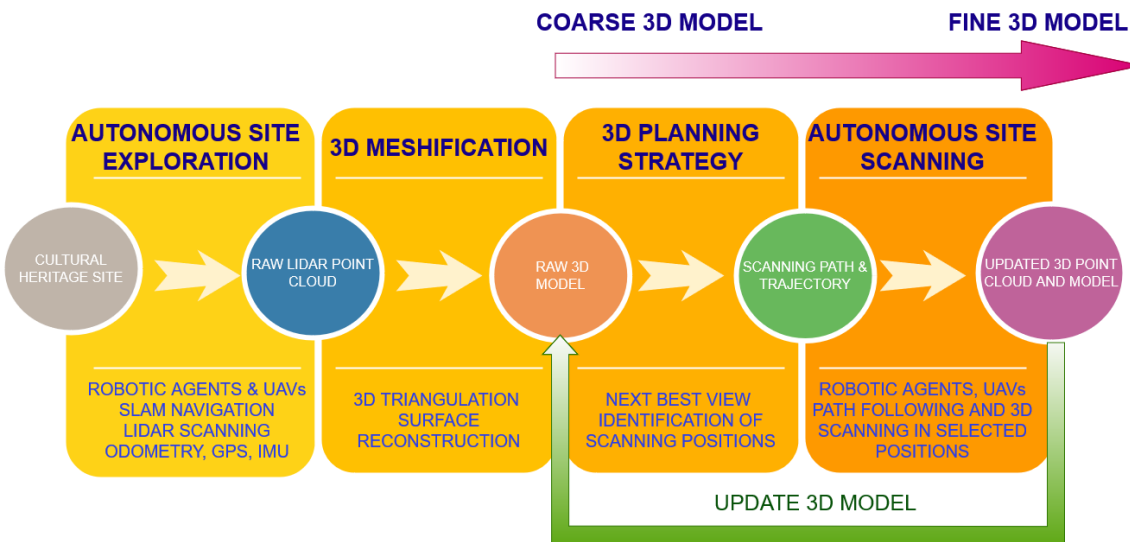 COARSE 3D MODEL
FINE 3D MODEL
AUTONOMOUS SITE
EXPLORATION
3D MESHIFICATION
3D PLANNING
STRATEGY
AUTONOMOUS SITE
SCANNING
CULTURAL
HERITAGE SITE
RAW LIDAR POINT
CLOUD
RAW 3D
MODEL
SCANNING PATH &
TRAJECTORY
UPDATED 3D POINT
CLOUD AND MODEL
ROBOTIC AGENTS & UAVs
SLAM NAVIGATION
LIDAR SCANNING
ODOMETRY, GPS, IMU
3D TRIANGULATION
SURFACE
RECONSTRUCTION
NEXT BEST VIEW
IDENTIFICATION OF
SCANNING POSITIONS
ROBOTIC AGENTS, UAVs
PATH FOLLOWING AND 3D
SCANNING IN SELECTED
POSITIONS
UPDATE 3D MODEL